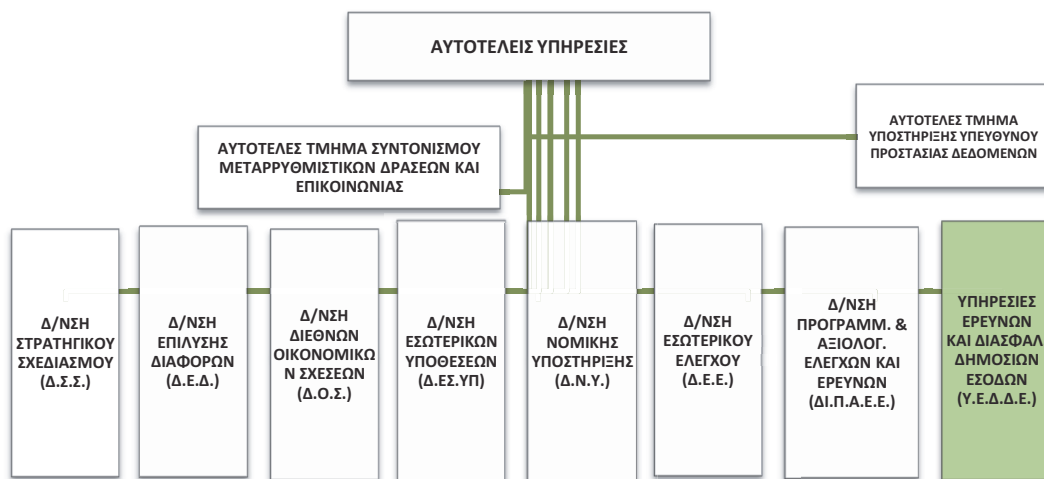 ΑΥΤΟΤΕΛΕΙΣ ΥΠΗΡΕΣΙΕΣ
ΑΥΤΟΤΕΛΕΣ ΤΜΗΜΑ
ΥΠΟΣΤΗΡΙΞΗΣ ΥΠΕΥΘΥΝΟΥ
ΠΡΟΣΤΑΣΙΑΣ ΔΕΔΟΜΕΝΩΝ
ΑΥΤΟΤΕΛΕΣ ΤΜΗΜΑ ΣΥΝΤΟΝΙΣΜΟΥ
ΜΕΤΑΡΡΥΘΜΙΣΤΙΚΩΝ ΔΡΑΣΕΩΝ ΚΑΙ
ΕΠΙΚΟΙΝΩΝΙΑΣ
Δ/ΝΣΗ
ΣΤΡΑΤΗΓΙΚΟΥ
ΣΧΕΔΙΑΣΜΟΥ
(Δ.Σ.Σ.)
Δ/ΝΣΗ
ΕΠΙΛΥΣΗΣ
ΔΙΑΦΟΡΩΝ
(Δ.Ε.Δ.)
Δ/ΝΣΗ
ΔΙΕΘΝΩΝ
ΟΙΚΟΝΟΜΙΚΩ
Ν ΣΧΕΣΕΩΝ
(Δ.Ο.Σ.)
Δ/ΝΣΗ
ΕΣΩΤΕΡΙΚΩΝ
ΥΠΟΘΕΣΕΩΝ
(Δ.ΕΣ.ΥΠ)
Δ/ΝΣΗ
ΝΟΜΙΚΗΣ
ΥΠΟΣΤΗΡΙΞΗΣ
(Δ.Ν.Υ.)
Δ/ΝΣΗ
ΕΣΩΤΕΡΙΚΟΥ
ΕΛΕΓΧΟΥ
(Δ.Ε.Ε.)
Δ/ΝΣΗ
ΠΡΟΓΡΑΜΜ. &
ΑΞΙΟΛΟΓ.
ΕΛΕΓΧΩΝ ΚΑΙ
ΕΡΕΥΝΩΝ
(ΔΙ.Π.Α.Ε.Ε.)
ΥΠΗΡΕΣΙΕΣ
ΕΡΕΥΝΩΝ
ΚΑΙ ΔΙΑΣΦΑΛ
ΔΗΜΟΣΙΩΝ
ΕΣΟΔΩΝ
(Υ.Ε.Δ.Δ.Ε.)